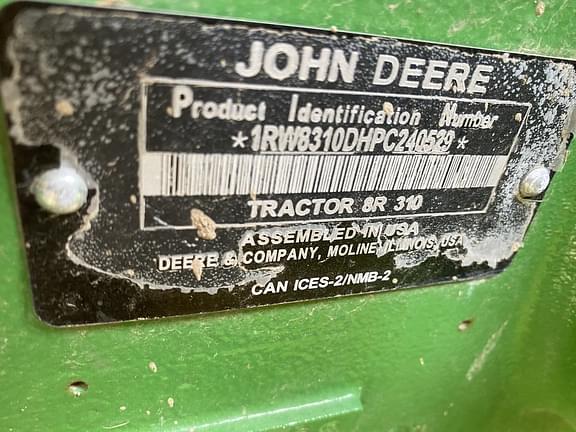 JOHN DEERE
Product Identification Number
*1RW8310DHPC240529*
TRACTOR 8R 310
ASSEMBLED IN USA
DEERE & COMPANY, MOLINE, ILLINOIS, USA
CAN ICES-2/NMB-2